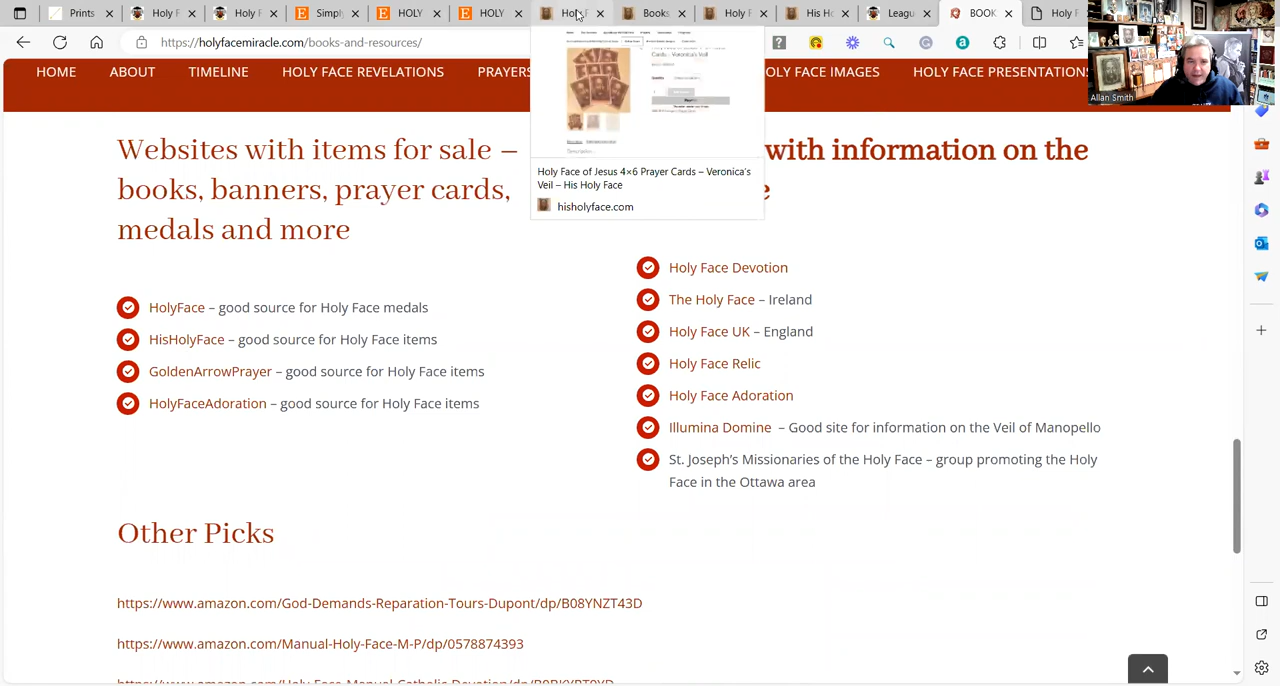 Prints
Holy F
Holy F
Simpl
HOLY
HOLY
Holy F
Books
Holy F
His H
Leagu
BOOK
Holy F
https://holyfacemiracle.com/books-and-resources/
HOME
ABOUT
TIMELINE
HOLY FACE REVELATIONS
PRAYERS
OLY FACE IMAGES
HOLY FACE PRESENTATIONS
Allan Smith
Cards - Veronica's Veil
Holy Face of Jesus 4×6 Prayer Cards – Veronica's
Veil – His Holy Face
hisholyface.com
Websites with items for sale –
books, banners, prayer cards,
medals and more
HolyFace – good source for Holy Face medals
HisHolyFace – good source for Holy Face items
GoldenArrowPrayer – good source for Holy Face items
HolyFaceAdoration – good source for Holy Face items
with information on the
e
Holy Face Devotion
The Holy Face – Ireland
Holy Face UK – England
Holy Face Relic
Holy Face Adoration
Illumina Domine – Good site for information on the Veil of Manopello
St. Joseph's Missionaries of the Holy Face – group promoting the Holy
Face in the Ottawa area
Other Picks
https://www.amazon.com/God-Demands-Reparation-Tours-Dupont/dp/B08YNZT43D
https://www.amazon.com/Manual-Holy-Face-M-P/dp/0578874393